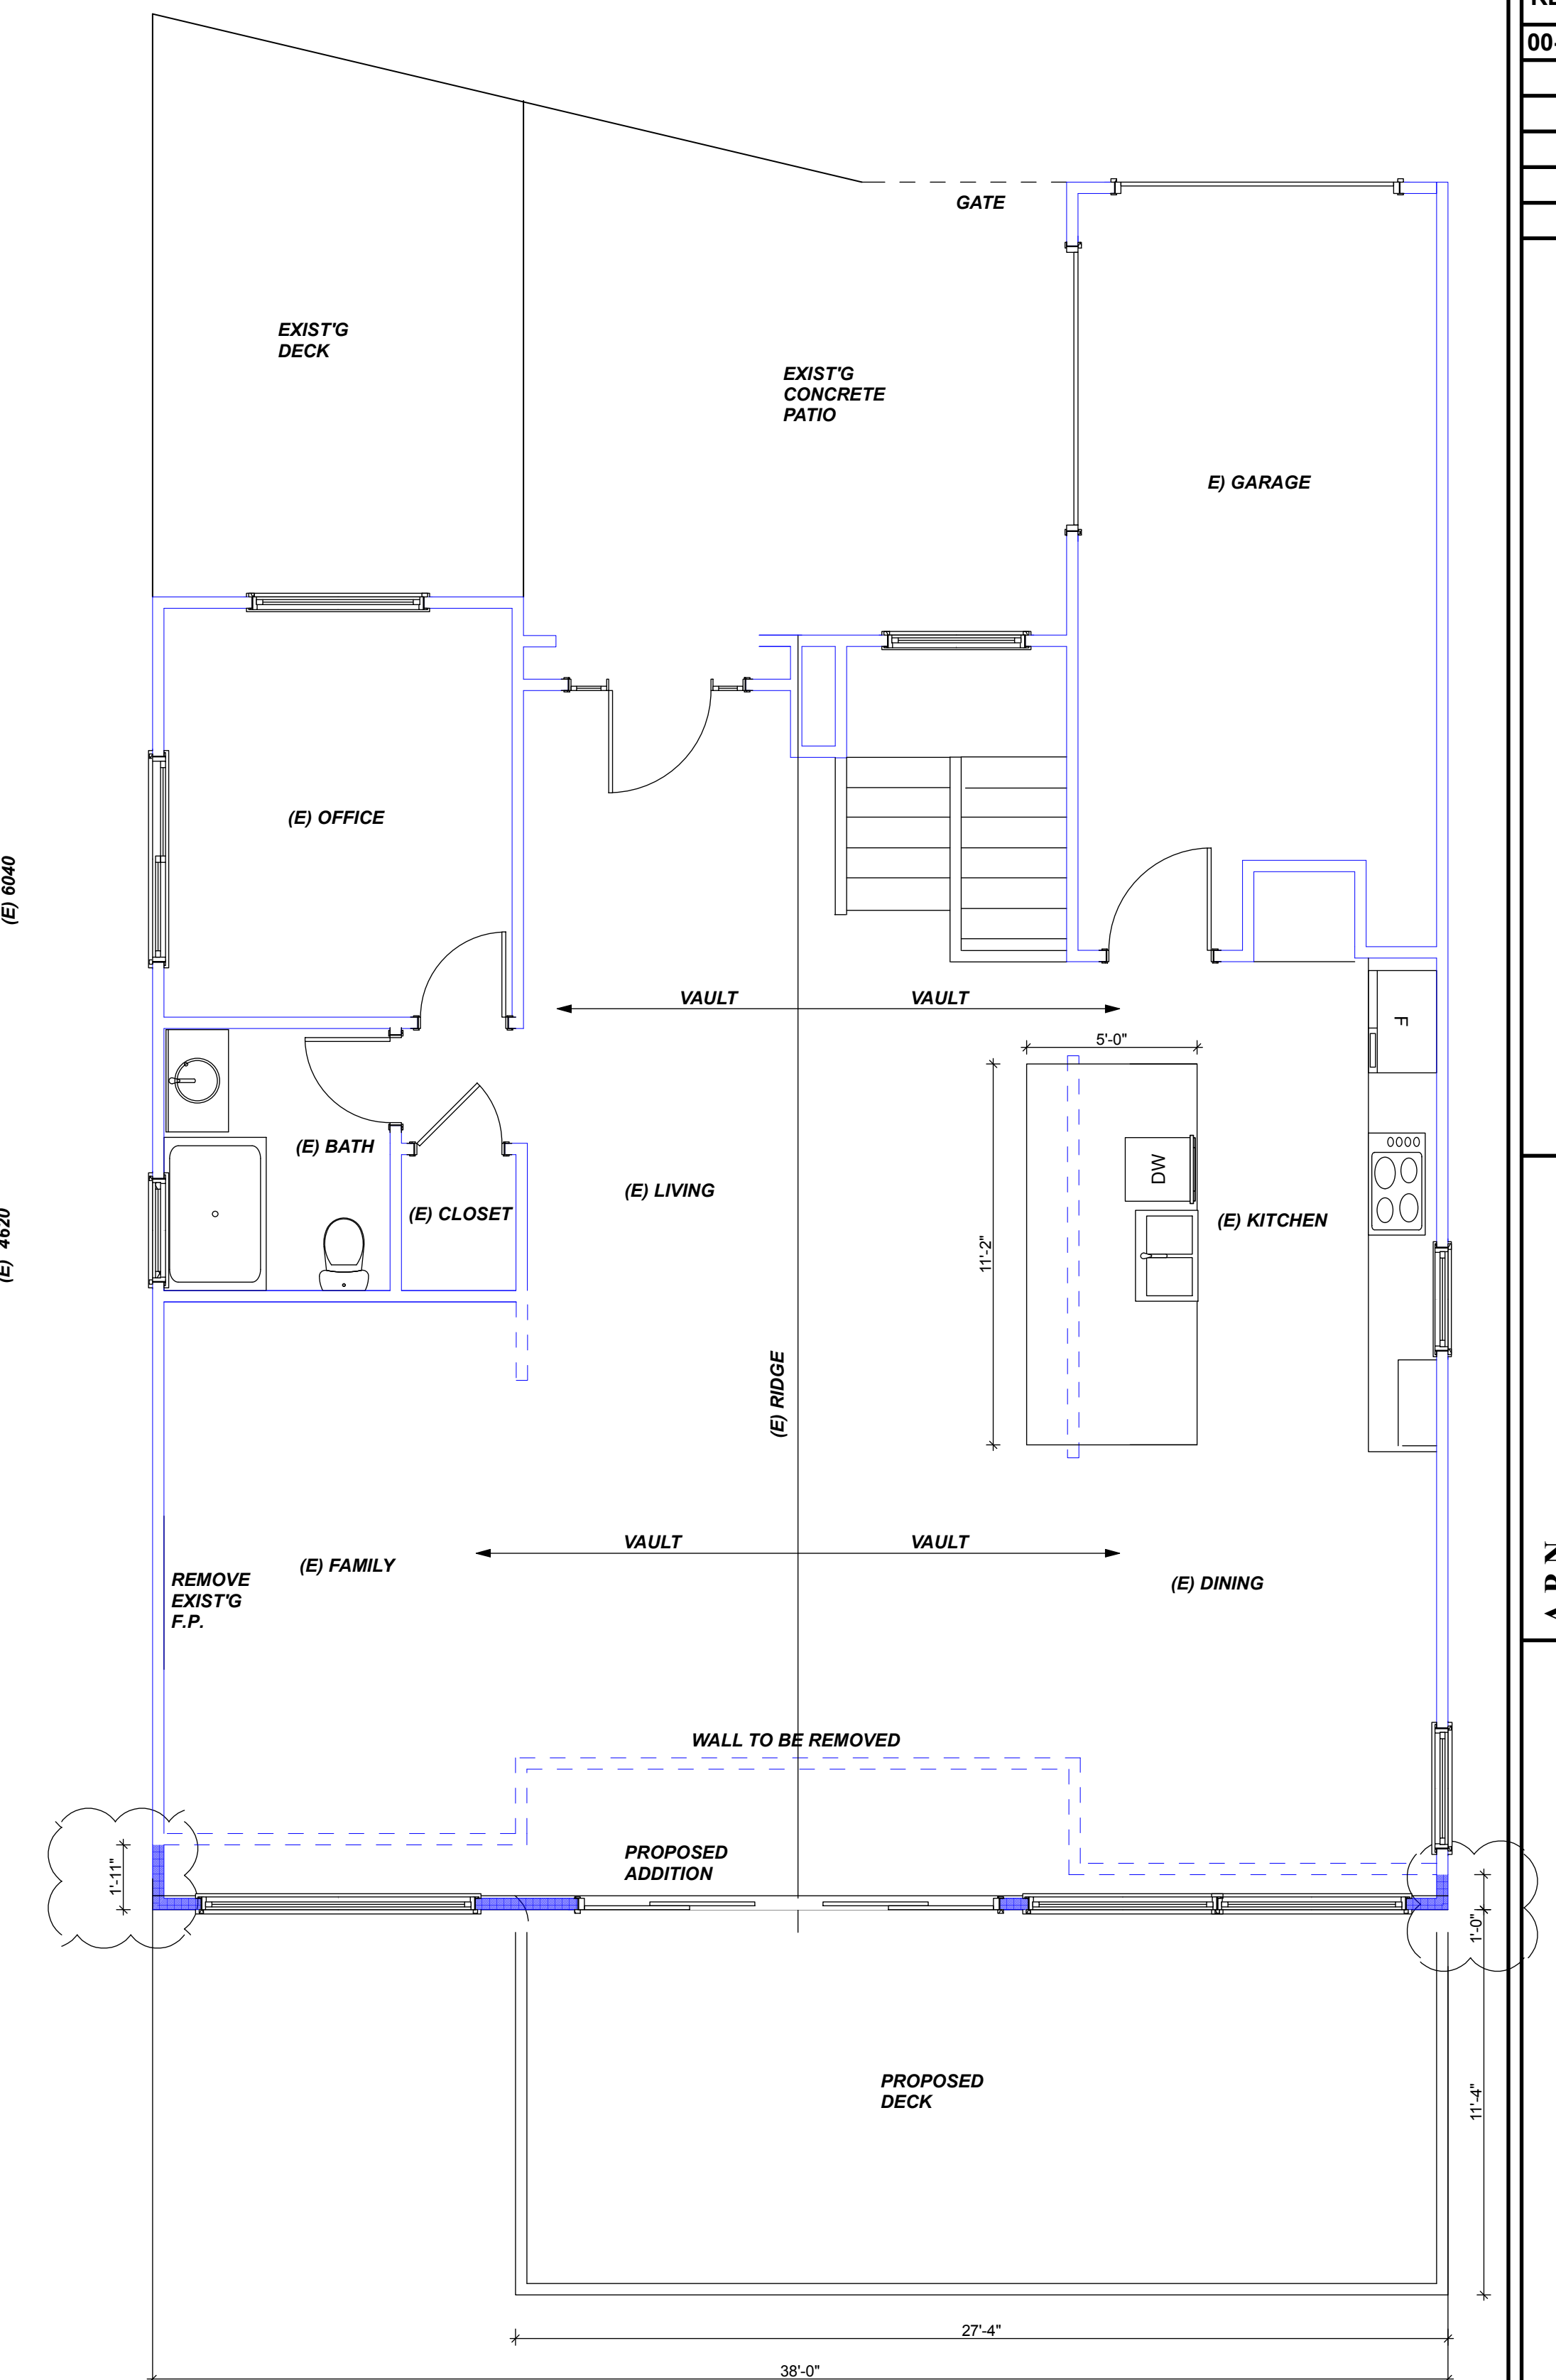 00-
GATE
EXIST'G
DECK
EXIST'G
CONCRETE
PATIO
E) GARAGE
(E) OFFICE
(E) 6040
VAULT
VAULT
F
5'-0"
(E) BATH
DW
(E) LIVING
(E) CLOSET
(E) KITCHEN
11'-2"
(E) 4620
(E) RIDGE
VAULT
VAULT
(E) FAMILY
REMOVE
EXIST'G
F.P.
(E) DINING
WALL TO BE REMOVED
PROPOSED
ADDITION
1'-11"
1'-0"
PROPOSED
DECK
11'-4"
27'-4"
38'-0"